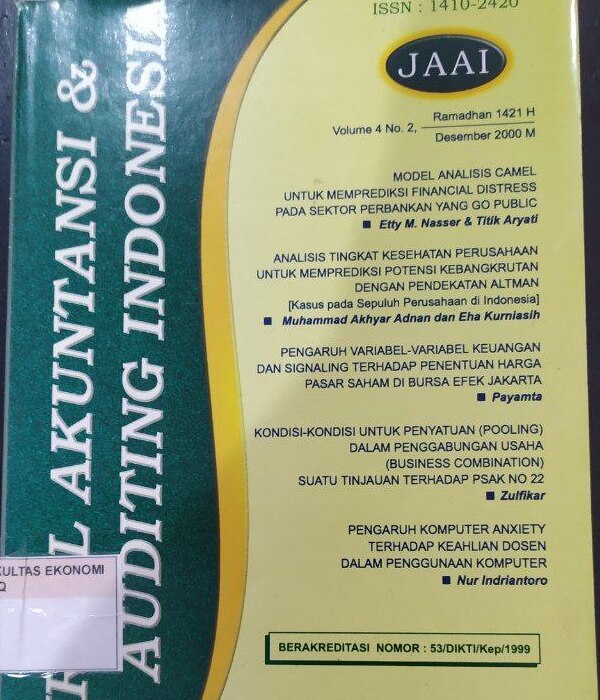 ISSN : 1410-2420
JAAI
Volume 4 No. 2,
Ramadhan 1421 H
Desember 2000 M
MODEL ANALISIS CAMEL
UNTUK MEMPREDIKSI FINANCIAL DISTRESS
PADA SEKTOR PERBANKAN YANG GO PUBLIC
■ Etty M. Nasser & Titik Aryati
ANALISIS TINGKAT KESEHATAN PERUSAHAAN
UNTUK MEMPREDIKSI POTENSI KEBANGKRUTAN
DENGAN PENDEKATAN ALTMAN
[Kasus pada Sepuluh Perusahaan di Indonesia]
■ Muhammad Akhyar Adnan dan Eha Kurniasih
PENGARUH VARIABEL-VARIABEL KEUANGAN
DAN SIGNALING TERHADAP PENENTUAN HARGA
PASAR SAHAM DI BURSA EFEK JAKARTA
■ Payamta
KONDISI-KONDISI UNTUK PENYATUAN (POOLING)
DALAM PENGGABUNGAN USAHA
(BUSINESS COMBINATION)
SUATU TINJAUAN TERHADAP PSAK NO 22
■ Zulfikar
PENGARUH KOMPUTER ANXIETY
TERHADAP KEAHLIAN DOSEN
DALAM PENGGUNAAN KOMPUTER
■ Nur Indriantoro
BERAKREDITASI NOMOR : 53/DIKTI/Kep/1999
L AKUNTANSI &
AUDITING INDONESI
KULTAS EKONOMI
Q